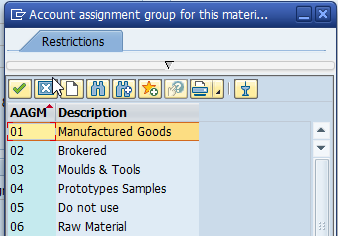 Account assignment group for this materi...
Restrictions
AAGM Description
01 Manufactured Goods
02 Brokered
03 Moulds & Tools
04 Prototypes Samples
05 Do not use
06 Raw Material